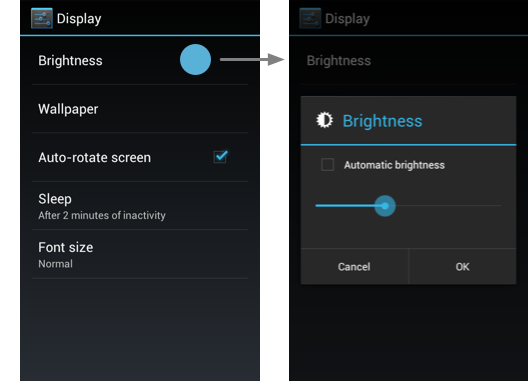 Display
Brightness
Wallpaper
Auto-rotate screen
Sleep
After 2 minutes of inactivity
Font size
Normal
Display
Brightness
Brightness
Automatic brightness
Cancel OK